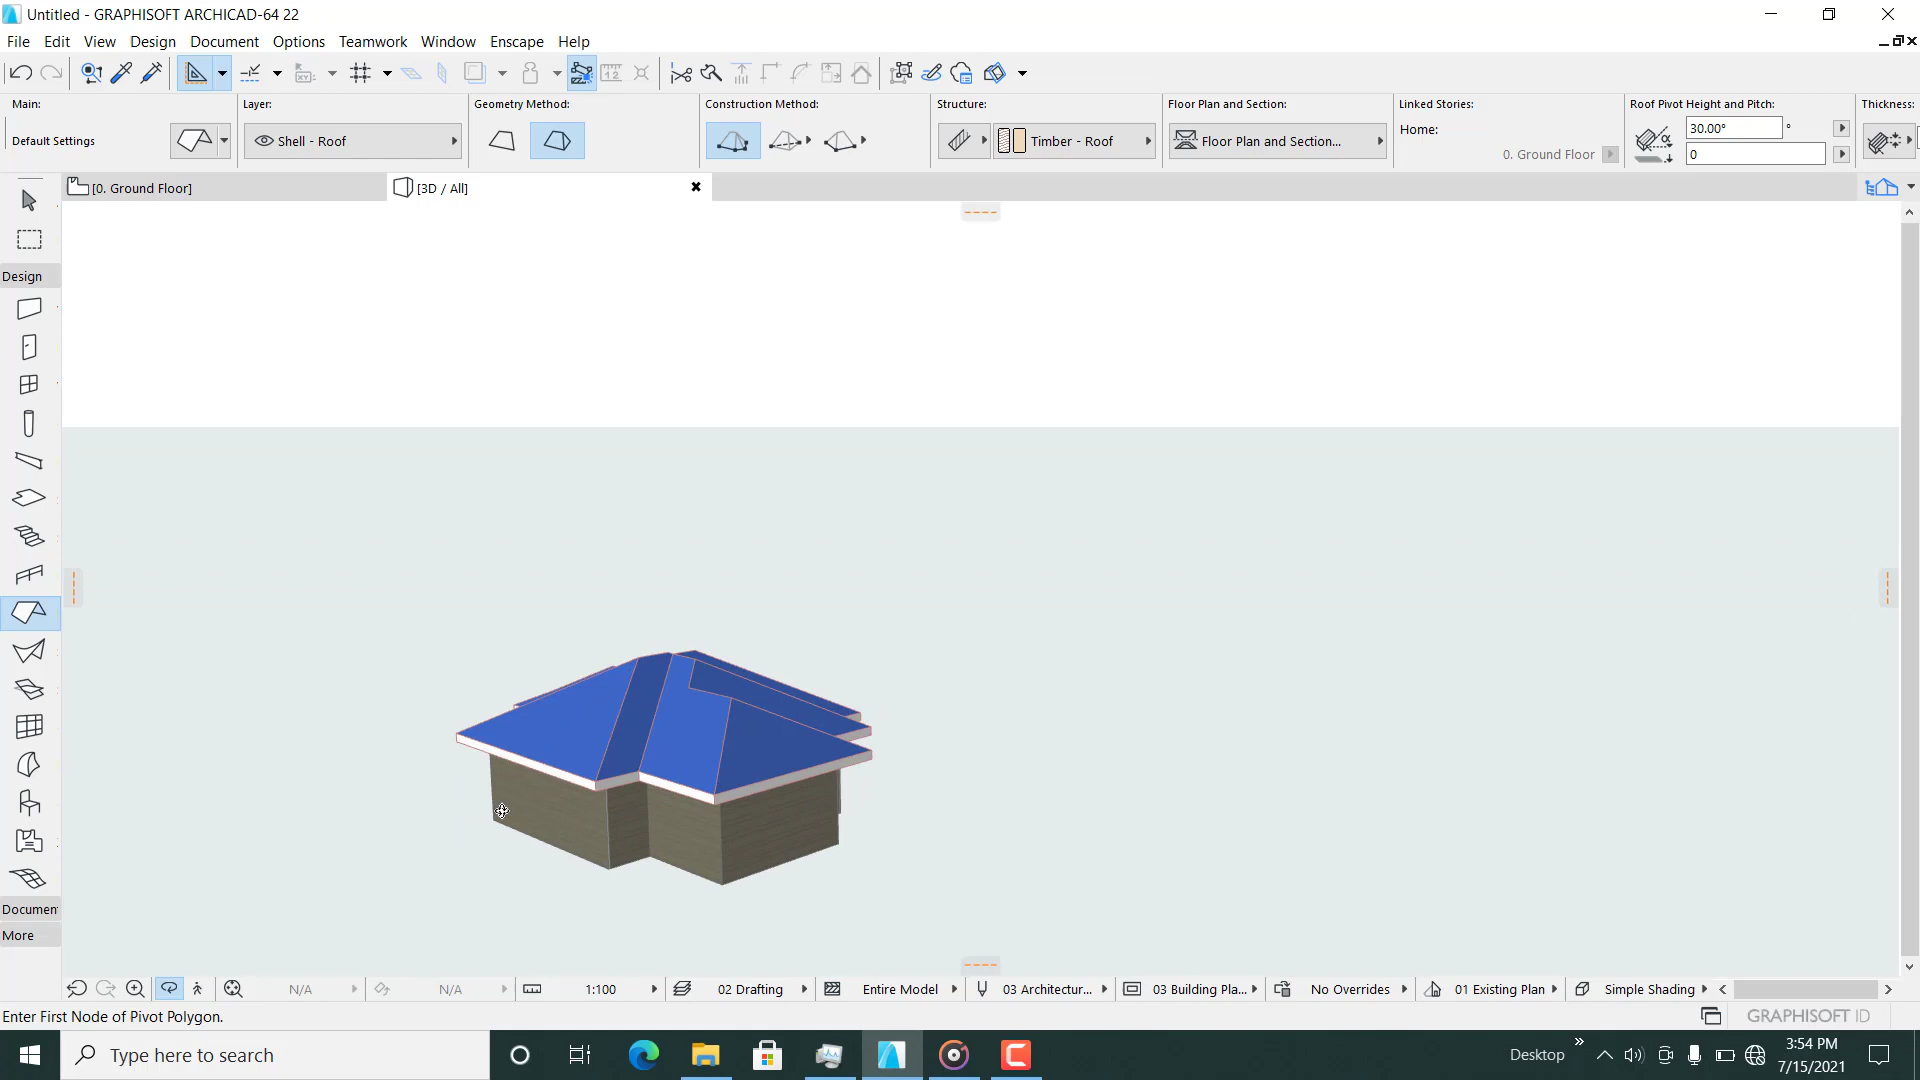 Untitled - GRAPHISOFT ARCHICAD-64 22
File Edit View Design Document Options Teamwork Window Enscape Help
Main: Layer: Geometry Method: Construction Method: Structure: Floor Plan and Section: Linked Stories: Roof Pivot Height and Pitch: Thickness:
Default Settings Shell - Roof Timber - Roof Floor Plan and Section... Home: 30.00° °
0. Ground Floor 0
[0. Ground Floor] [3D / All]
Design
Documen
More
N/A N/A 1:100 02 Drafting Entire Model 03 Architectur... 03 Building Pla... No Overrides 01 Existing Plan Simple Shading
Enter First Node of Pivot Polygon. GRAPHISOFT ID
Type here to search Desktop 3:54 PM
7/15/2021